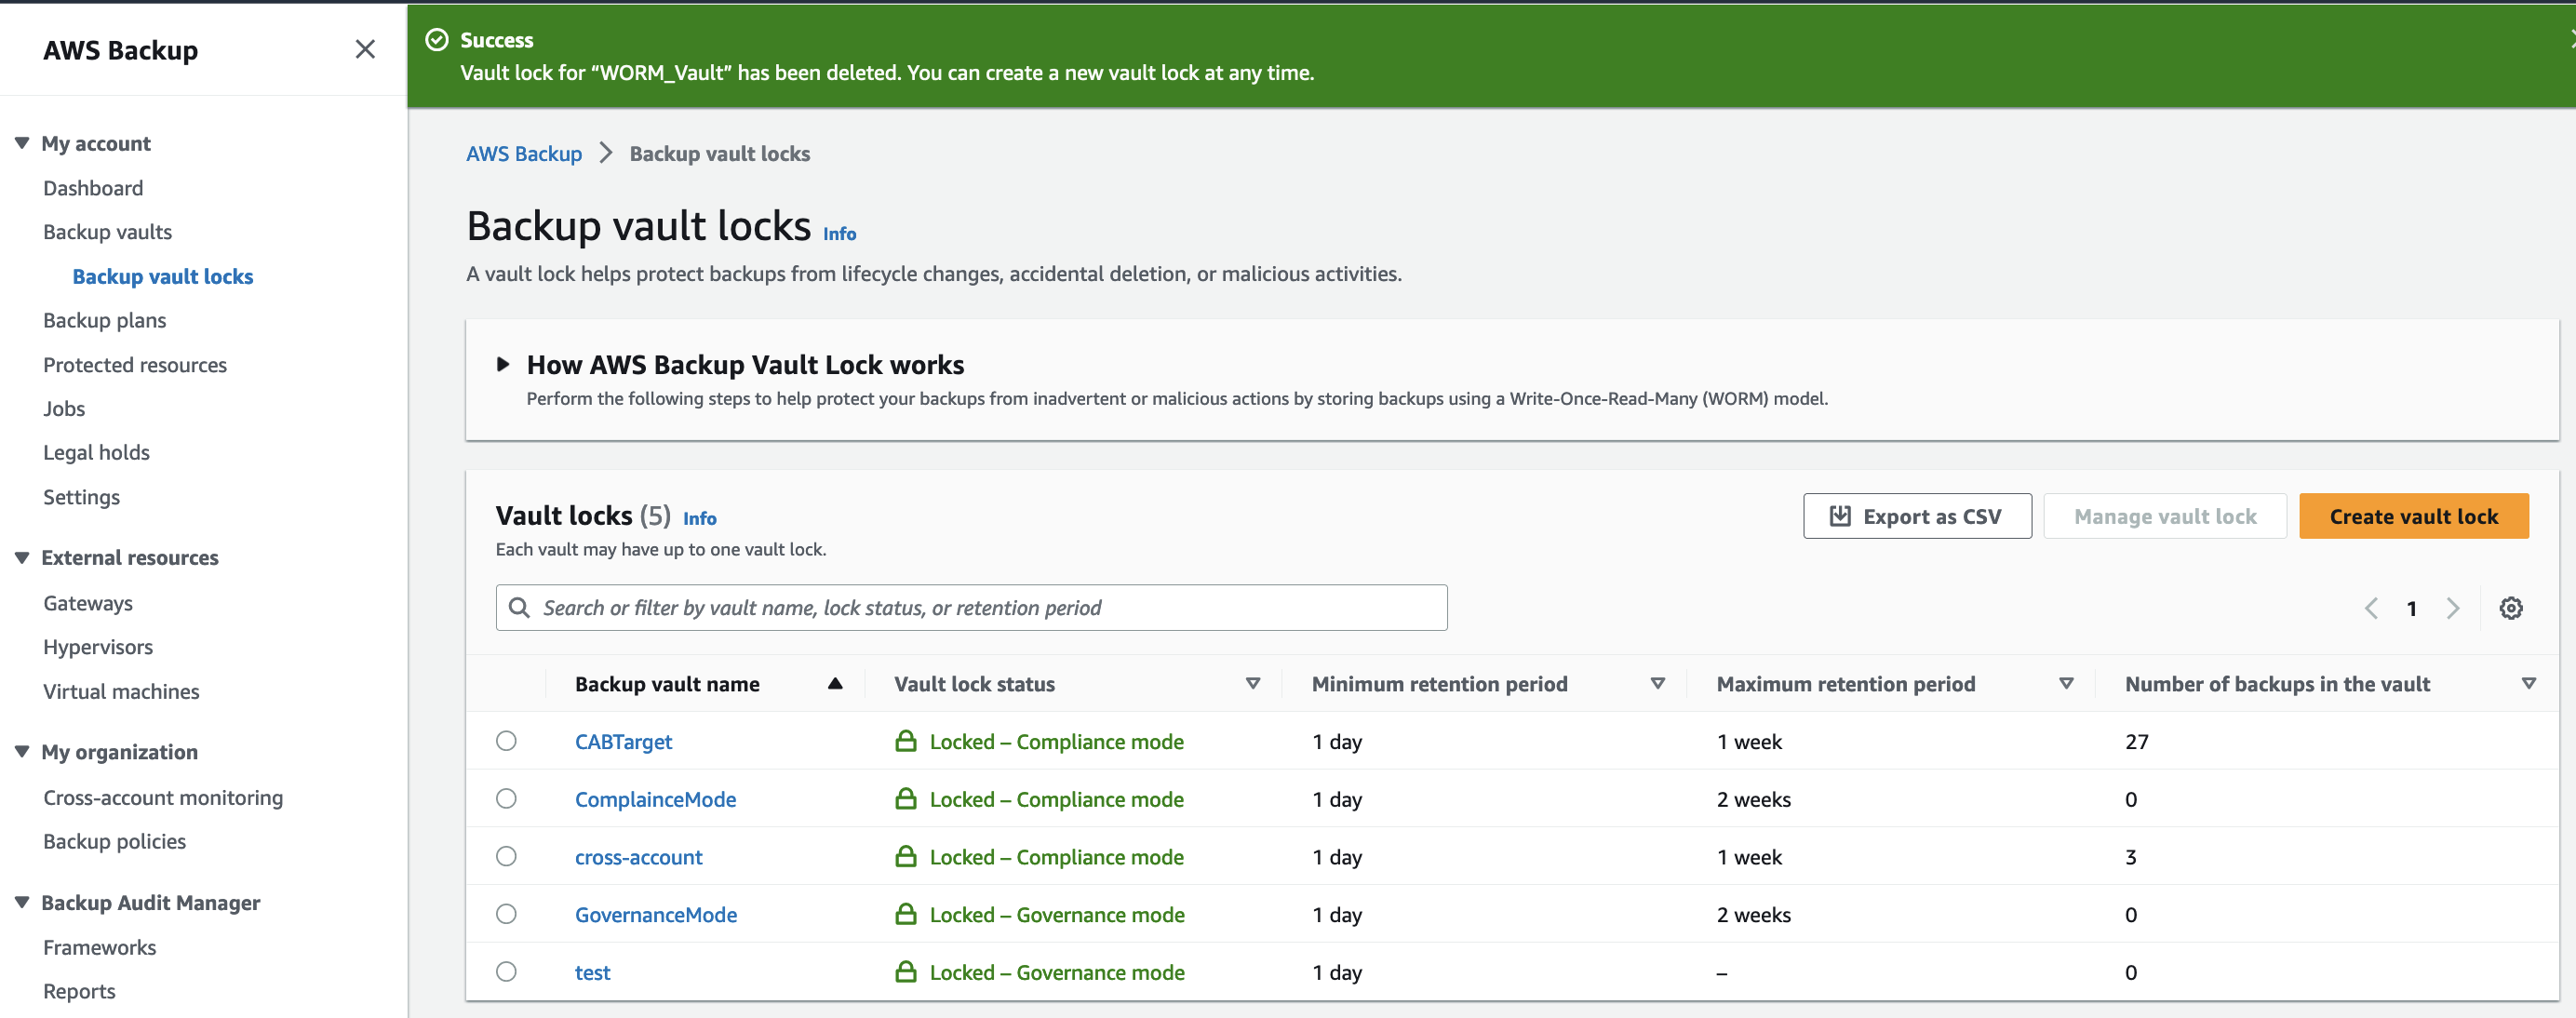 AWS Backup
My account
Dashboard
Backup vaults
Backup vault locks
Backup plans
Protected resources
Jobs
Legal holds
Settings
External resources
Gateways
Hypervisors
Virtual machines
My organization
Cross-account monitoring
Backup policies
Backup Audit Manager
Frameworks
Reports
Success
Vault lock for “WORM_Vault” has been deleted. You can create a new vault lock at any time.
AWS Backup > Backup vault locks
Backup vault locks Info
A vault lock helps protect backups from lifecycle changes, accidental deletion, or malicious activities.
How AWS Backup Vault Lock works
Perform the following steps to help protect your backups from inadvertent or malicious actions by storing backups using a Write-Once-Read-Many (WORM) model.
Vault locks (5) Info
Each vault may have up to one vault lock.
Export as CSV Manage vault lock Create vault lock
Search or filter by vault name, lock status, or retention period
1
Backup vault name Vault lock status Minimum retention period Maximum retention period Number of backups in the vault
CABTarget Locked – Compliance mode 1 day 1 week 27
ComplainceMode Locked – Compliance mode 1 day 2 weeks 0
cross-account Locked – Compliance mode 1 day 1 week 3
GovernanceMode Locked – Governance mode 1 day 2 weeks 0
test Locked – Governance mode 1 day – 0